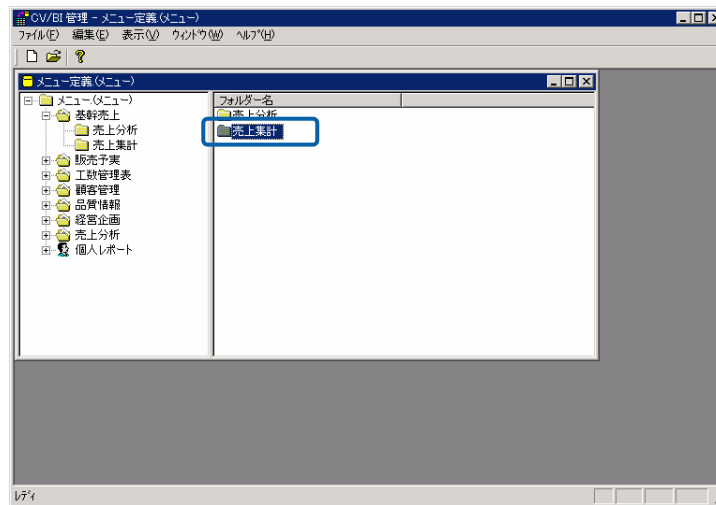 CV/BI 管理 - メニュー定義(メニュー)
ファイル(F) 編集(E) 表示(V) ウィンドウ(W) ヘルプ(H)
メニュー定義(メニュー)
メニュー(メニュー)
基幹売上
売上分析
売上集計
販売予実
工数管理表
顧客管理
品質情報
経営企画
売上分析
個人レポート
フォルダー名
売上分析
売上集計
レディ